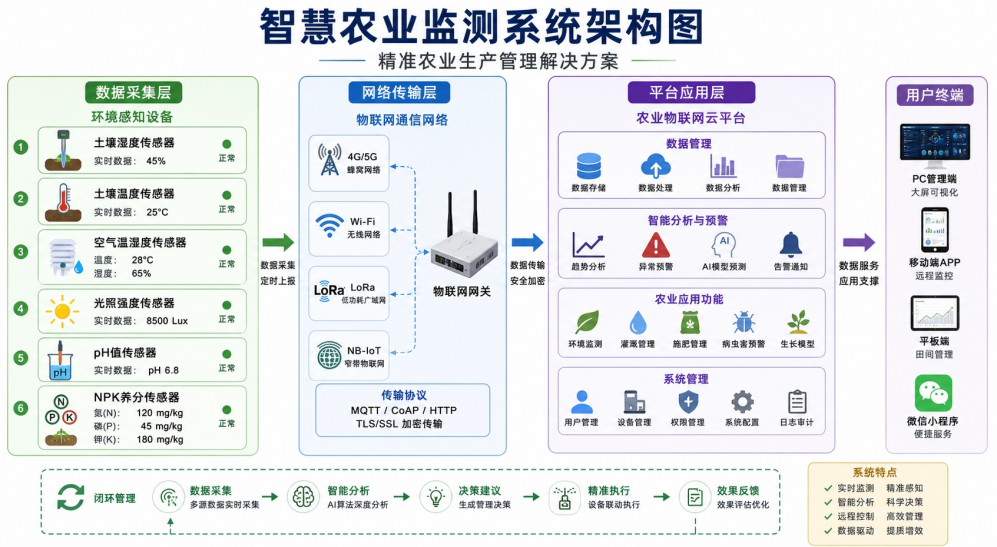 智慧农业监测系统架构图
精准农业生产管理解决方案
数据采集层
环境感知设备
1
土壤湿度传感器
实时数据： 45%
正常
2
土壤温度传感器
实时数据： 25°C
正常
3
空气温湿度传感器
温度： 28°C
湿度： 65%
正常
4
光照强度传感器
实时数据： 8500 Lux
正常
5
pH
pH值传感器
实时数据： pH 6.8
正常
6
N
P
K
NPK养分传感器
氮(N): 120 mg/kg
磷(P): 45 mg/kg
钾(K): 180 mg/kg
正常
数据采集
定时上报
网络传输层
物联网通信网络
4G/5G
蜂窝网络
Wi-Fi
无线网络
LoRa
LoRa
低功耗广域网
NB-IoT
窄带物联网
物联网网关
传输协议
MQTT / CoAP / HTTP
TLS/SSL 加密传输
数据传输
安全加密
平台应用层
农业物联网云平台
数据管理
数据存储 数据处理 数据分析 数据管理
智能分析与预警
AI
趋势分析 异常预警 AI模型预测 告警通知
农业应用功能
环境监测 灌溉管理 施肥管理 病虫害预警 生长模型
系统管理
用户管理 设备管理 权限管理 系统配置 日志审计
数据服务
应用支撑
用户终端
PC管理端
大屏可视化
移动端APP
远程监控
平板端
田间管理
微信小程序
便捷服务
闭环管理
数据采集
多源数据实时采集
智能分析
AI算法深度分析
决策建议
生成管理决策
精准执行
设备联动执行
效果反馈
效果评估优化
系统特点
实时监测 精准感知
智能分析 科学决策
远程控制 高效管理
数据驱动 提质增效